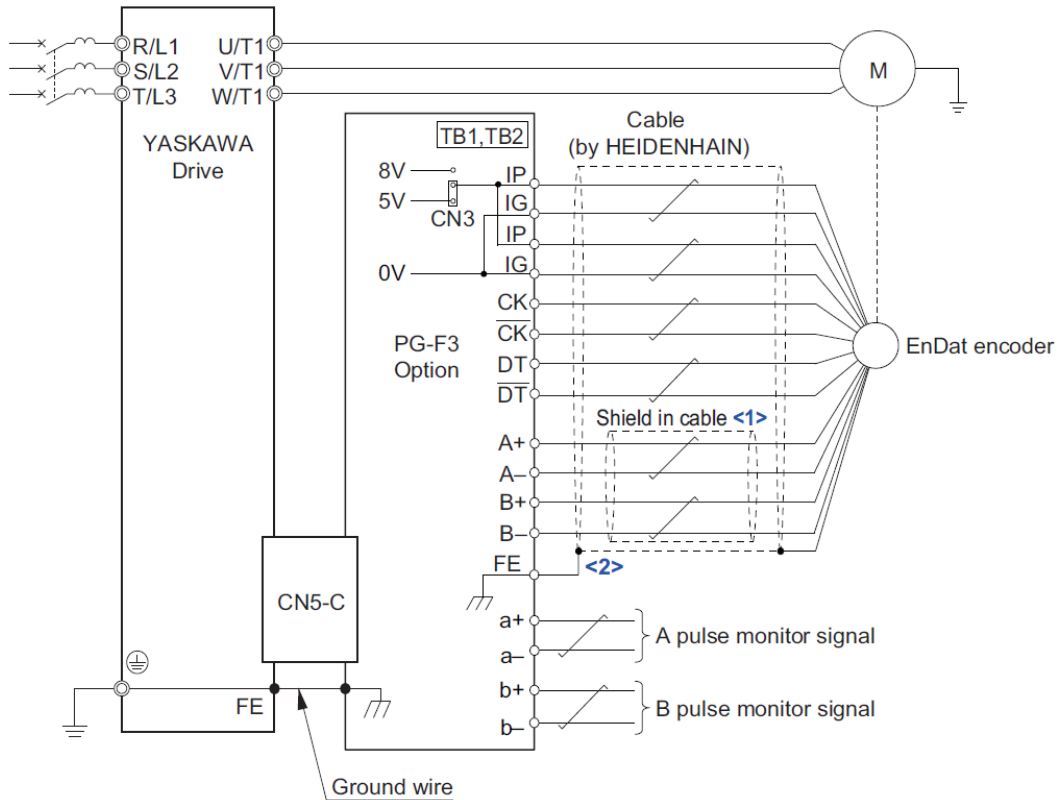 R/L1
S/L2
T/L3
U/T1
V/T1
W/T1
M
YASKAWA
Drive
TB1,TB2
Cable
(by HEIDENHAIN)
8V
5V
CN3
0V
IP
IG
IP
IG
CK
CK
DT
DT
PG-F3
Option
EnDat encoder
Shield in cable <1>
A+
A–
B+
B–
FE
<2>
CN5-C
a+
a–
A pulse monitor signal
b+
b–
B pulse monitor signal
FE
Ground wire